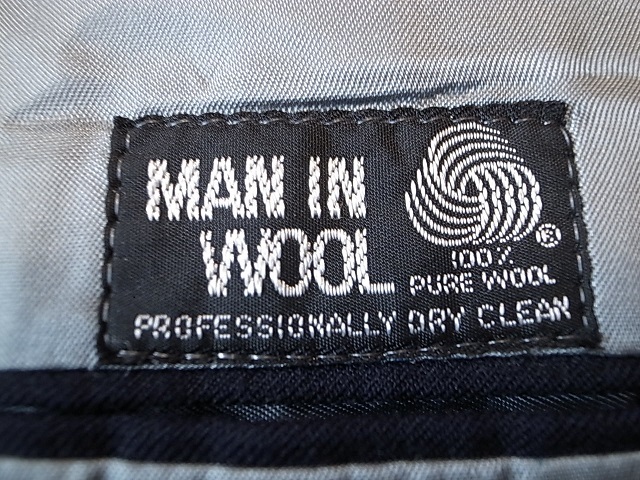 MAN IN
WOOL
®
100%
PURE WOOL
PROFESSIONALLY DRY CLEAN